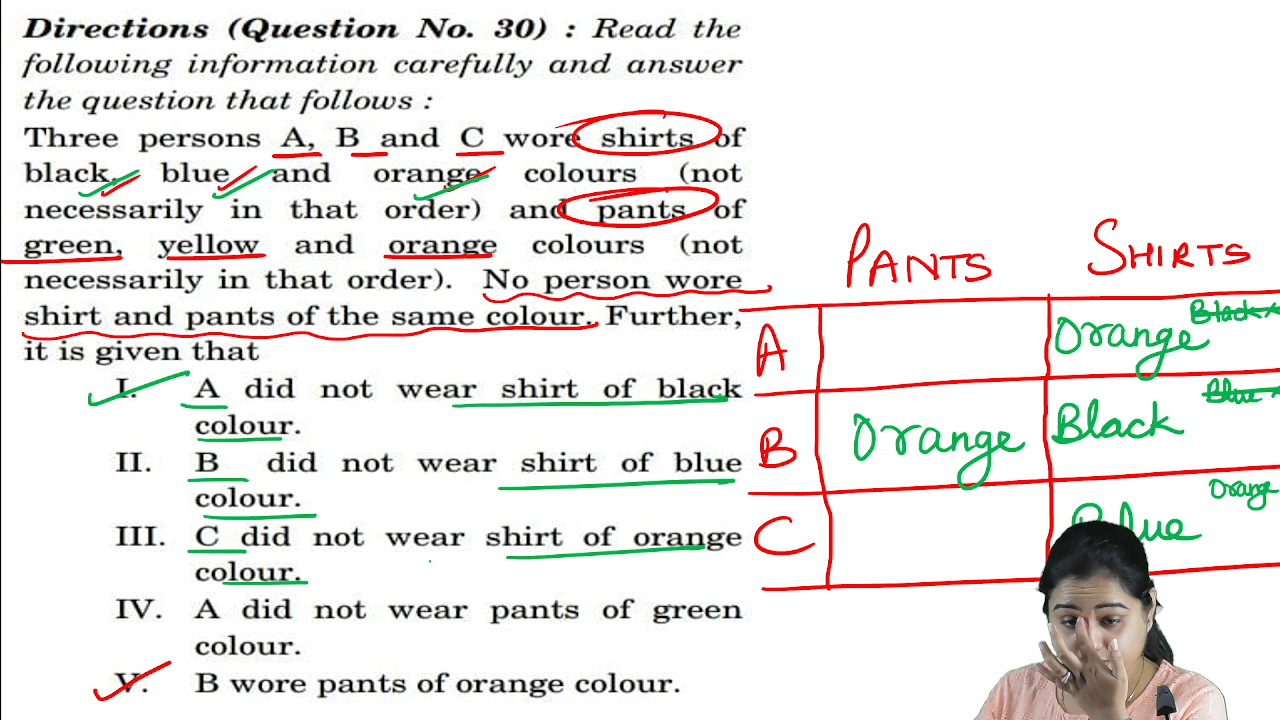 Directions (Question No. 30) : Read the
following information carefully and answer
the question that follows :
Three persons A, B and C wore shirts of
black, blue and orange colours (not
necessarily in that order) and pants of
green, yellow and orange colours (not
necessarily in that order). No person wore
shirt and pants of the same colour. Further,
it is given that
I. A did not wear shirt of black
colour.
II. B did not wear shirt of blue
colour.
III. C did not wear shirt of orange
colour.
IV. A did not wear pants of green
colour.
V. B wore pants of orange colour.
PANTS SHIRTS
A Orange Black
B Orange Black Blue
C Blue Orange